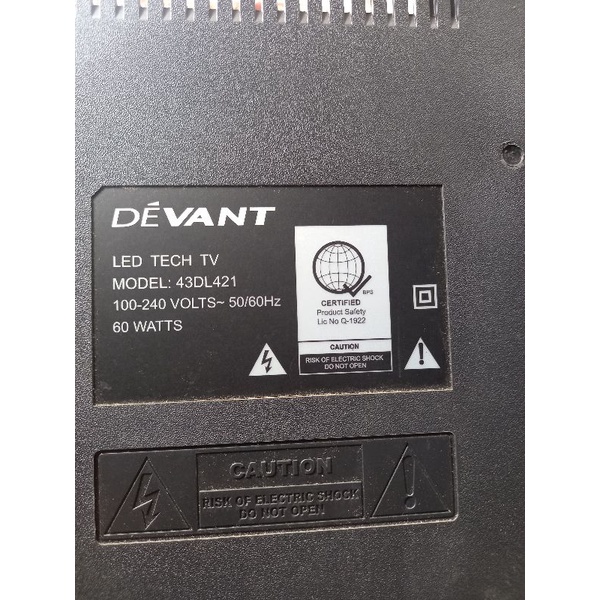 DÉVANT
LED TECH TV
MODEL: 43DL421
100-240 VOLTS~ 50/60Hz
60 WATTS
BPS
CERTIFIED
Product Safety
Lic No Q-1922
CAUTION
RISK OF ELECTRIC SHOCK
DO NOT OPEN
CAUTION
RISK OF ELECTRIC SHOCK
DO NOT OPEN